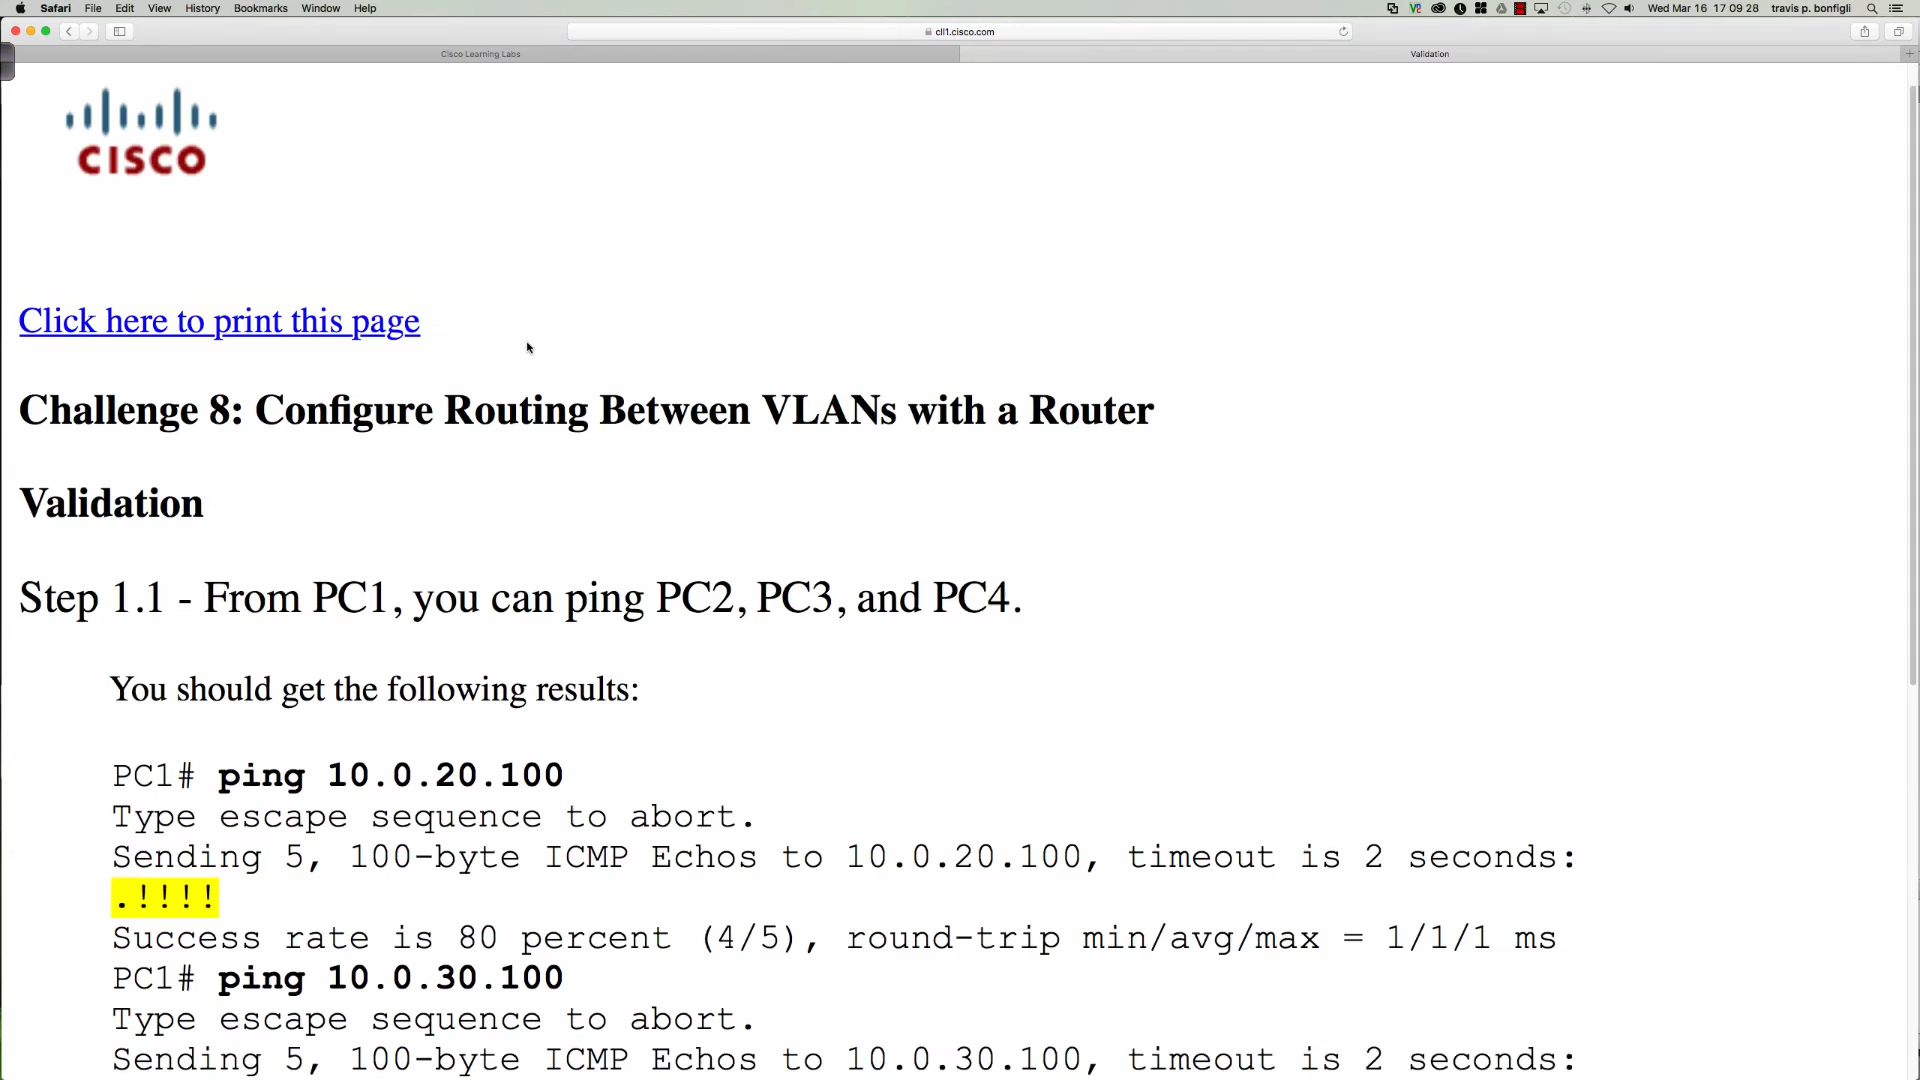 Safari File Edit View History Bookmarks Window Help Wed Mar 16 17 09 28 travis p. bonfigli
cll1.cisco.com
Cisco Learning Labs Validation
CISCO
Click here to print this page
Challenge 8: Configure Routing Between VLANs with a Router
Validation
Step 1.1 - From PC1, you can ping PC2, PC3, and PC4.
You should get the following results:
PC1# ping 10.0.20.100
Type escape sequence to abort.
Sending 5, 100-byte ICMP Echos to 10.0.20.100, timeout is 2 seconds:
.!!!!
Success rate is 80 percent (4/5), round-trip min/avg/max = 1/1/1 ms
PC1# ping 10.0.30.100
Type escape sequence to abort.
Sending 5, 100-byte ICMP Echos to 10.0.30.100, timeout is 2 seconds: